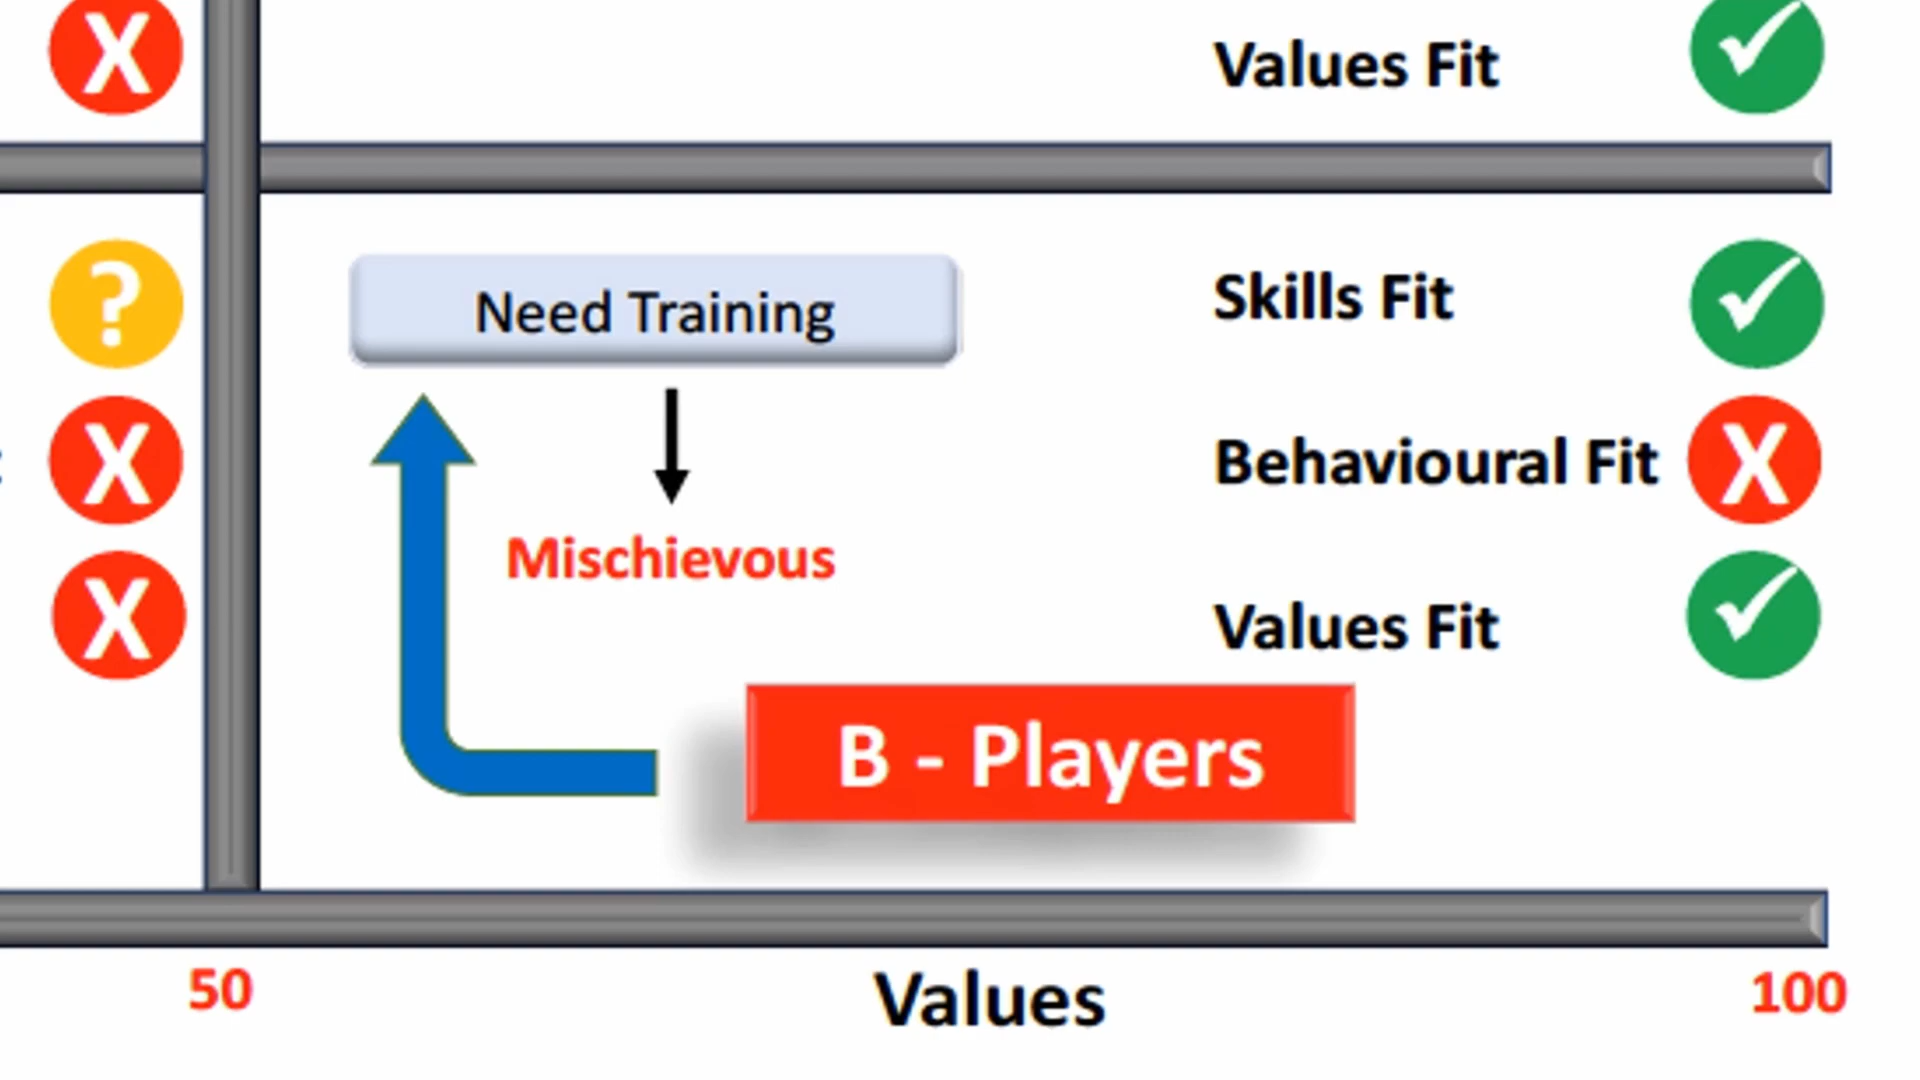 X
Values Fit
?
Need Training
Skills Fit
X
Behavioural Fit
X
Mischievous
X
Values Fit
B - Players
50
Values
100